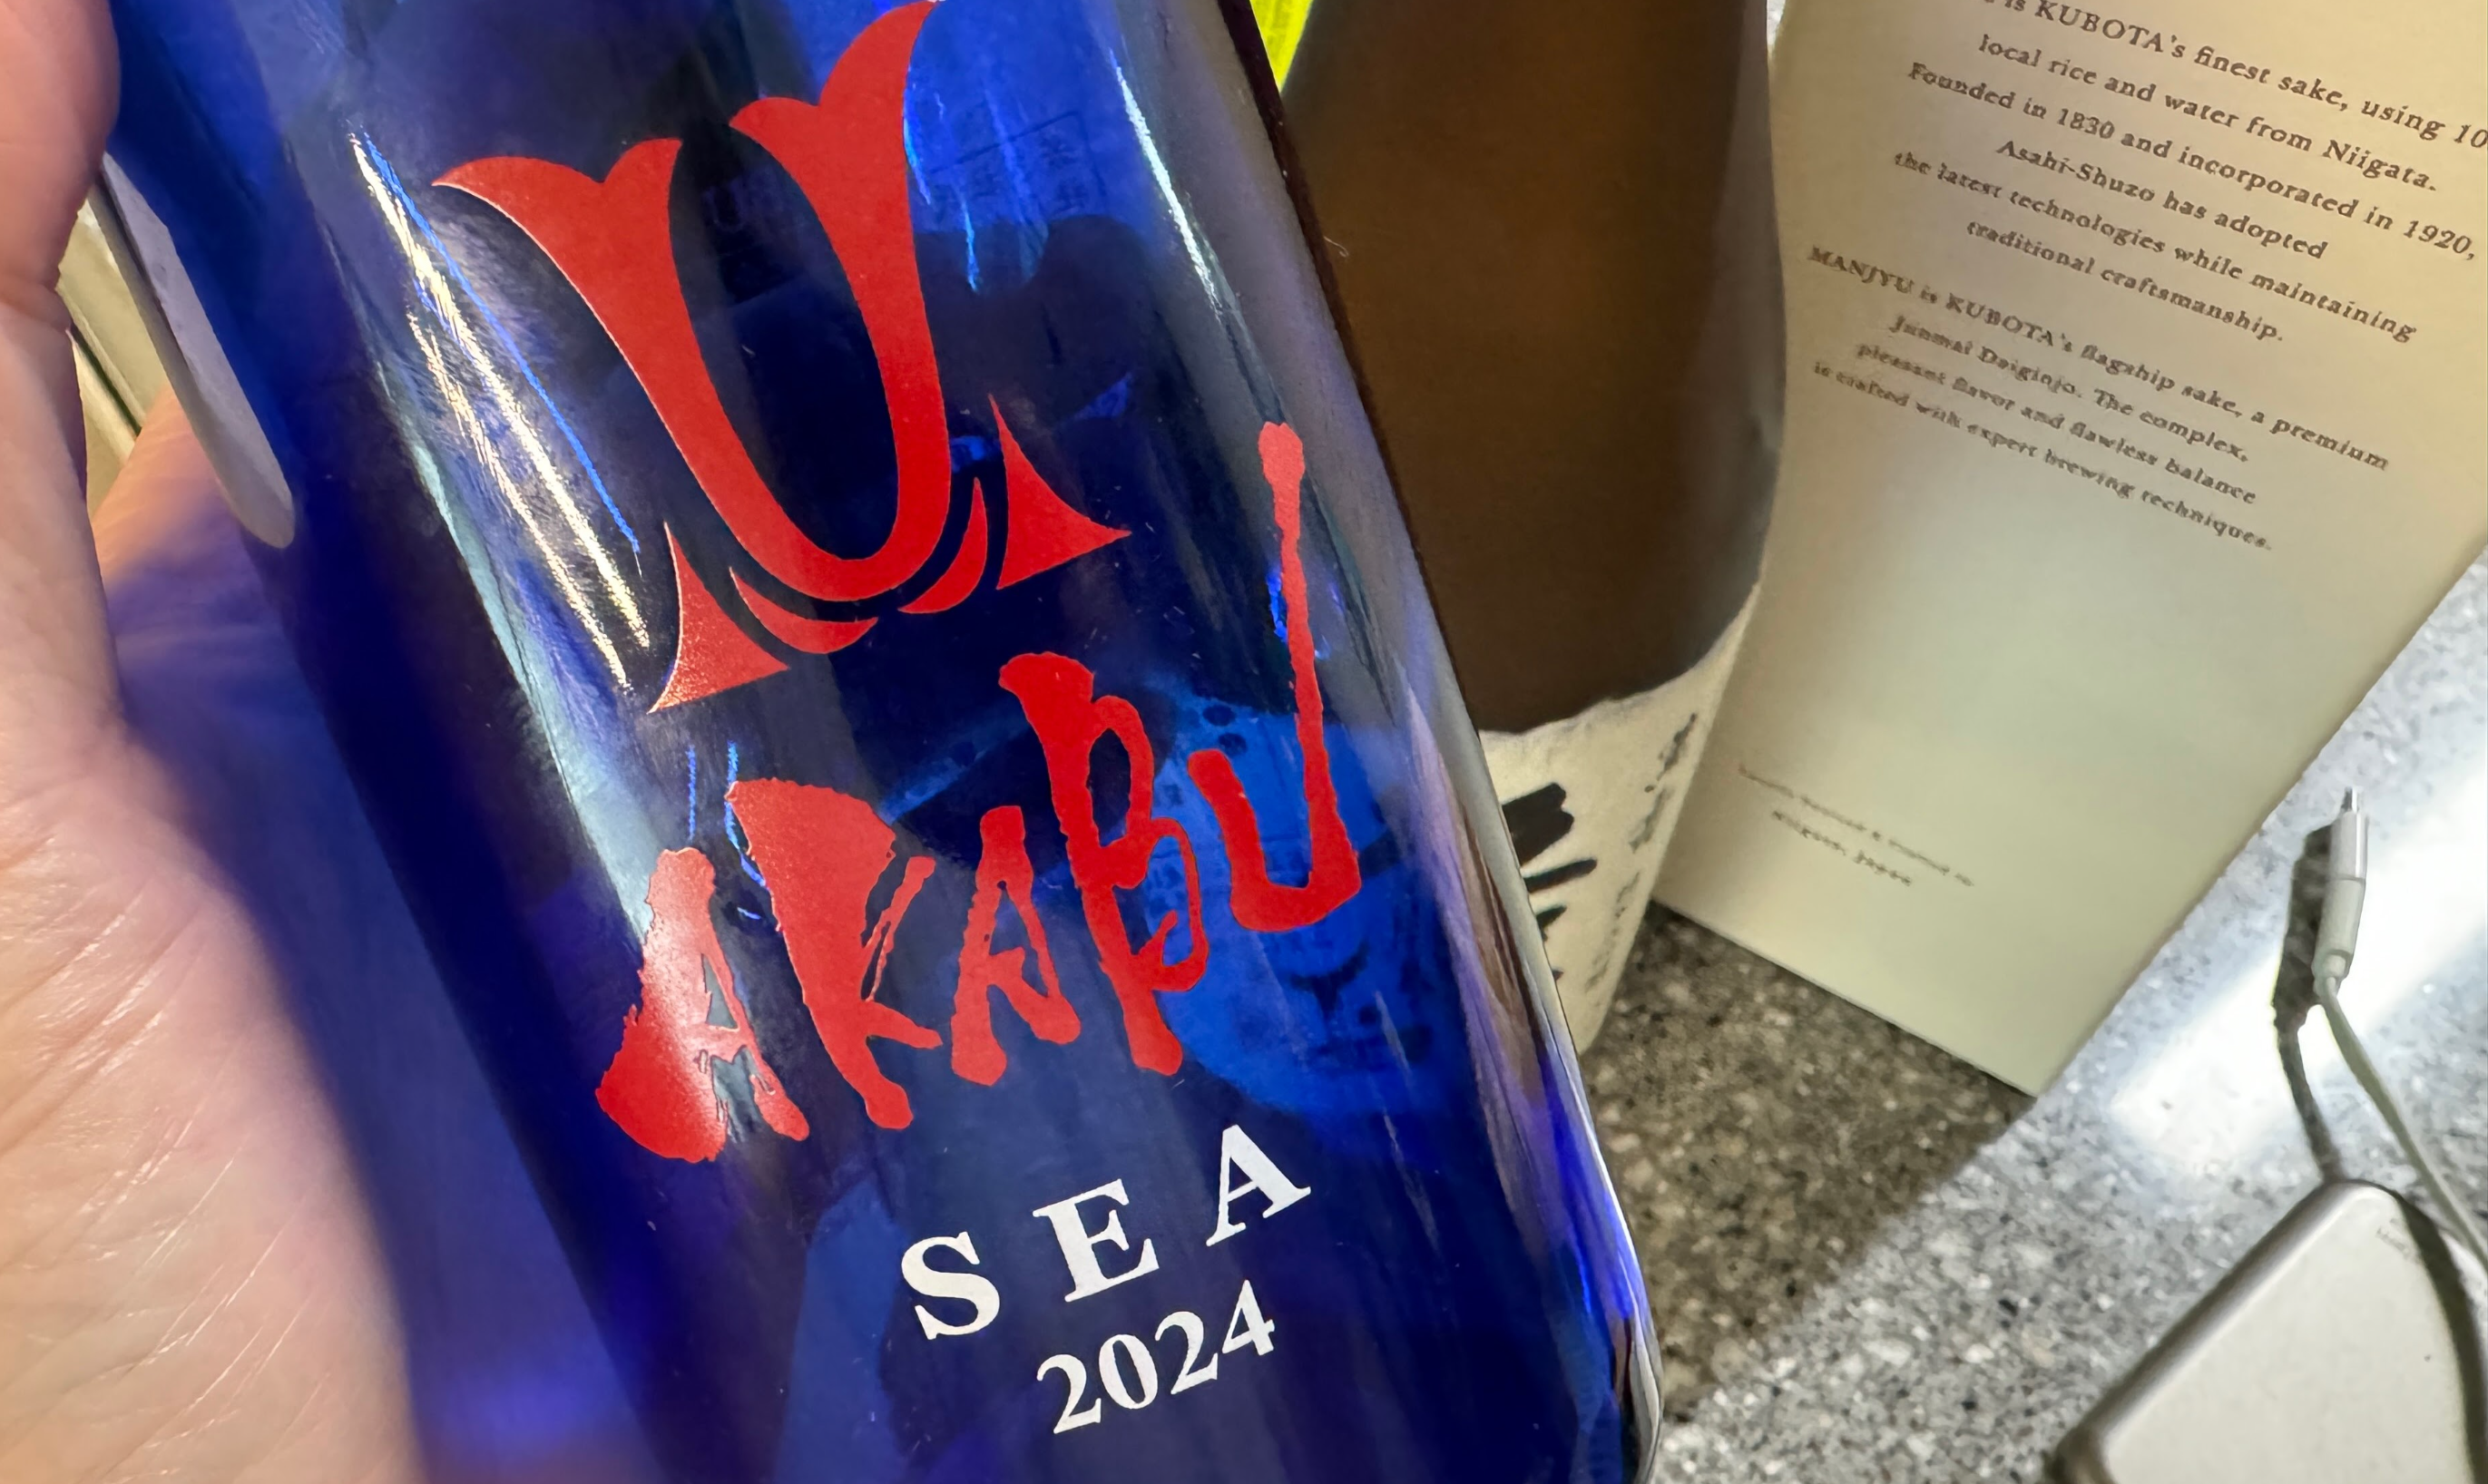 AKABU
SEA
2024
is KUBOTA's finest sake, using 10
local rice and water from Niigata.
Founded in 1830 and incorporated in 1920,
Asahi-Shuzo has adopted
the latest technologies while maintaining
traditional craftsmanship.
MANJYU is KUBOTA's flagship sake, a premium
Junmai Daiginjo. The complex,
pleasant flavor and flawless balance
is crafted with expert brewing techniques.
Niigata, Japan